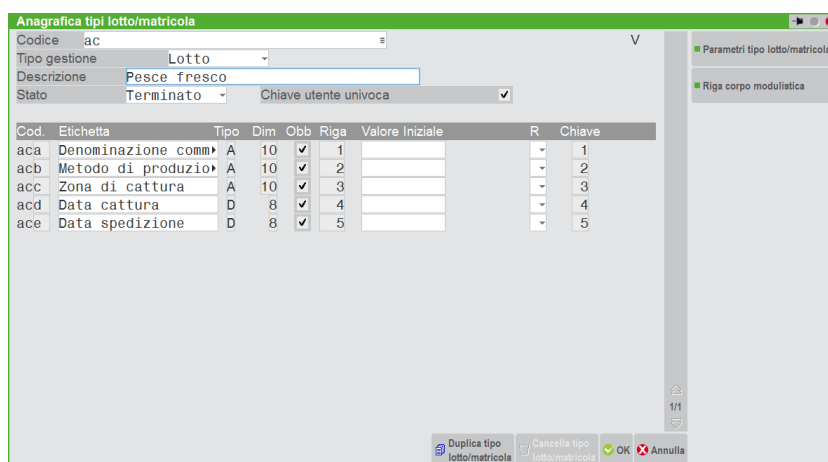 Anagrafica tipi lotto/matricola
Codice ac V
Tipo gestione Lotto
Descrizione Pesce fresco
Stato Terminato Chiave utente univoca
Cod. Etichetta Tipo Dim Obb Riga Valore Iniziale R Chiave
aca Denominazione comm A 10 1 1
acb Metodo di produzio A 10 2 2
acc Zona di cattura A 10 3 3
acd Data cattura D 8 4 4
ace Data spedizione D 8 5 5
Parametri tipo lotto/matricola
Riga corpo modulistica
1/1
Duplica tipo
lotto/matricola
Cancella tipo
lotto/matricola
OK
Annulla